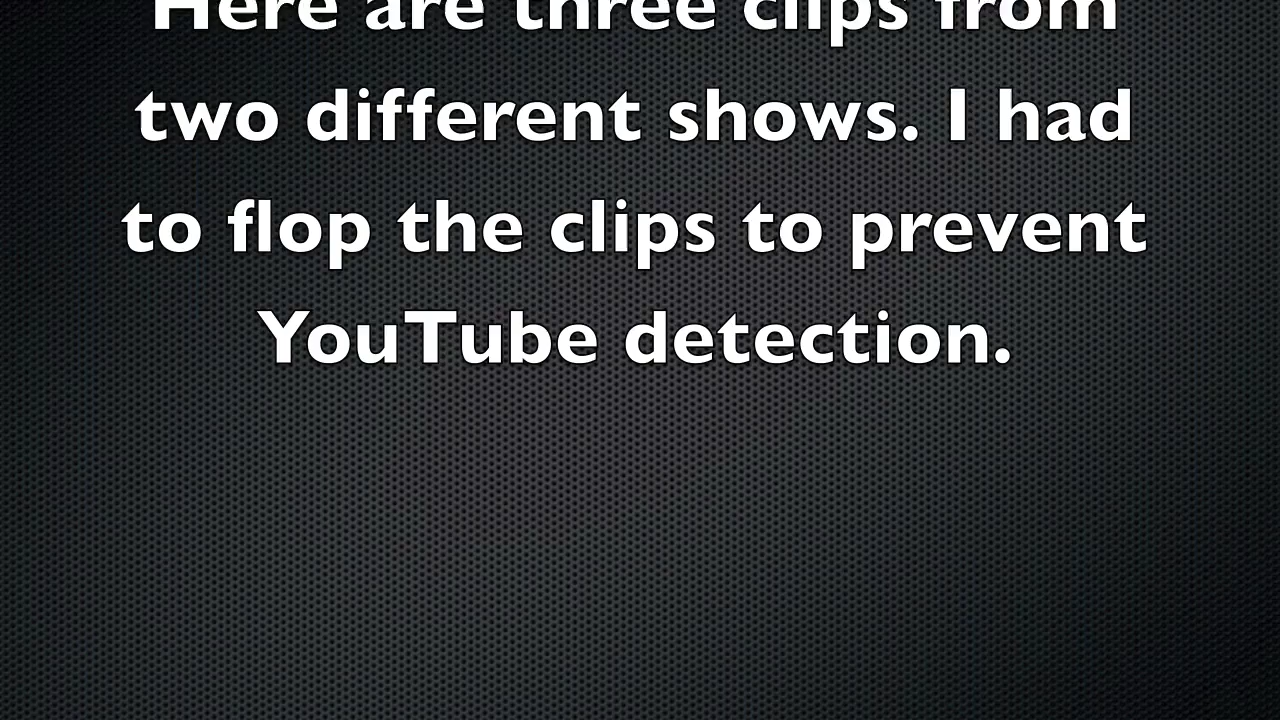 Here are three clips from
two different shows. I had
to flop the clips to prevent
YouTube detection.